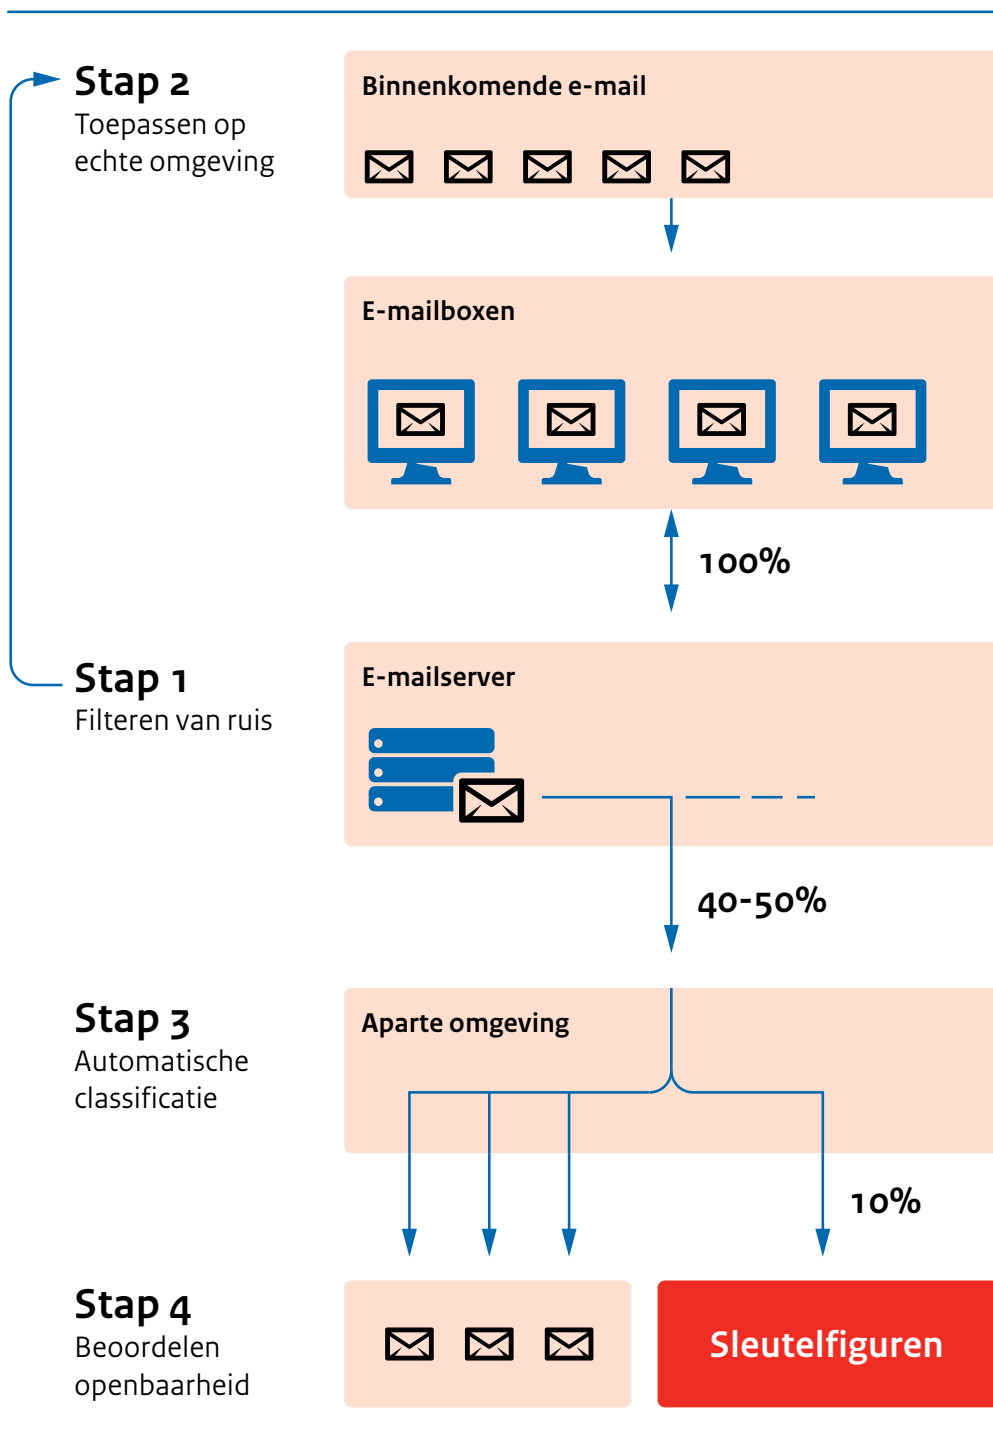 Stap 2
Toepassen op
echte omgeving
Binnenkomende e-mail
E-mailboxen
100%
Stap 1
Filteren van ruis
E-mailserver
40-50%
Stap 3
Automatische
classificatie
Aparte omgeving
10%
Stap 4
Beoordelen
openbaarheid
Sleutelfiguren